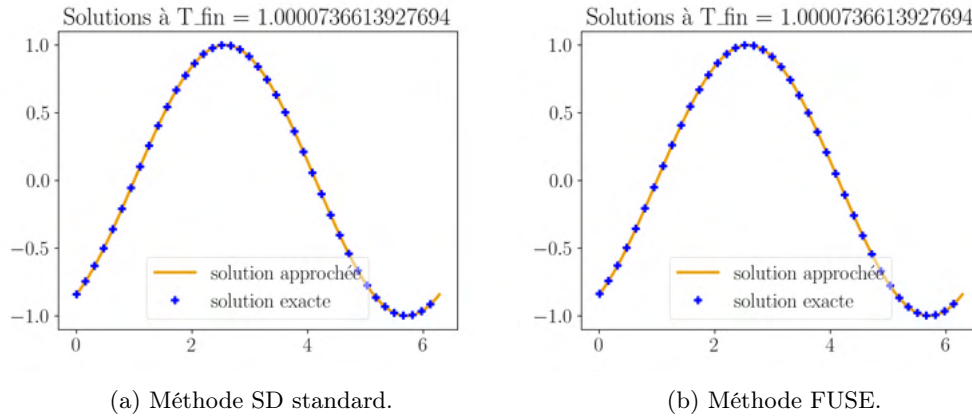 Solutions à T_fin = 1.0000736613927694
1.0
0.5
0.0
−0.5
−1.0
0
2
4
6
solution approchée
solution exacte
(a) Méthode SD standard.
Solutions à T_fin = 1.0000736613927694
1.0
0.5
0.0
−0.5
−1.0
0
2
4
6
solution approchée
solution exacte
(b) Méthode FUSE.